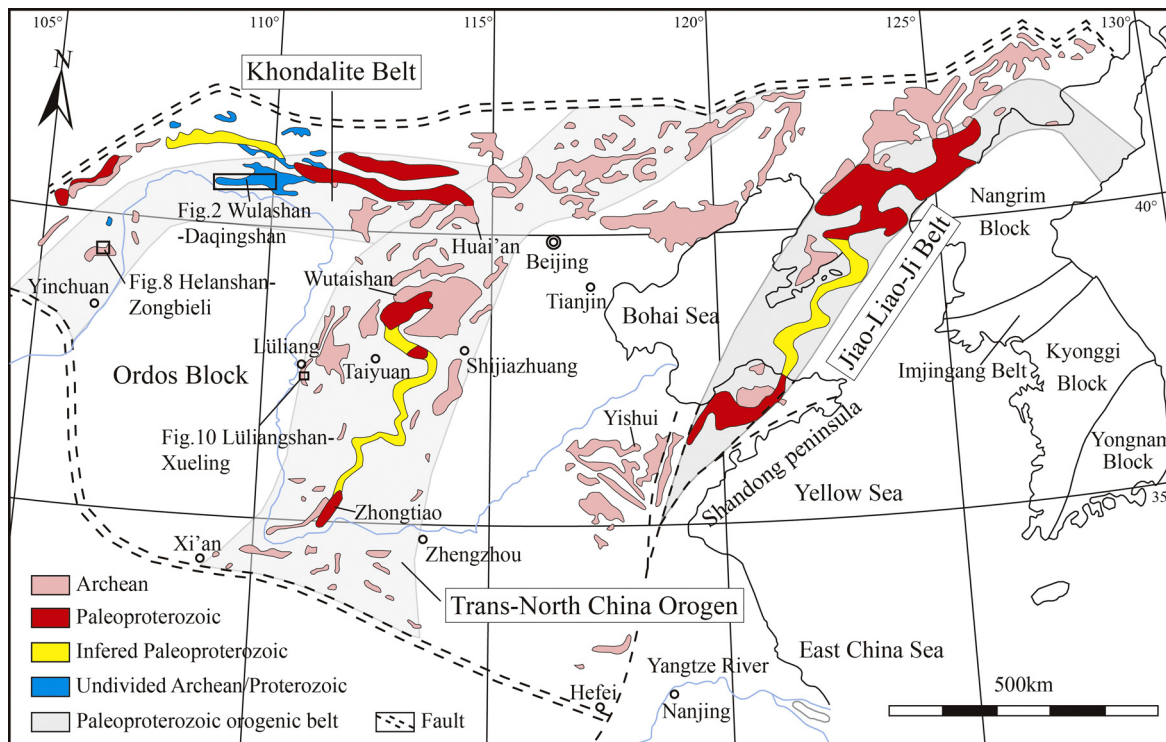 105°
110°
115°
120°
125°
130°
N
Khondalite Belt
Fig.2 Wulashan
-Daqingshan
Huai'an
Nangrim
Block
40°
Beijing
Fig.8 Helanshan-
Zongbieli
Yinchuan
Wutaishan
Tianjin
Bohai Sea
Jiao-Liao-Ji Belt
Lüliang
Taiyuan
Shijiazhuang
Ordos Block
Imjingang Belt
Kyonggi
Block
Fig.10 Lüliangshan-
Xueling
Yishui
Shandong peninsula
Yongnam
Block
Yellow Sea
35
Zhongtiao
Xi'an
Zhengzhou
Trans-North China Orogen
Archean
Paleoproterozoic
Infered Paleoproterozoic
Undivided Archean/Proterozoic
Paleoproterozoic orogenic belt
Fault
East China Sea
Yangtze River
Hefei
Nanjing
500km